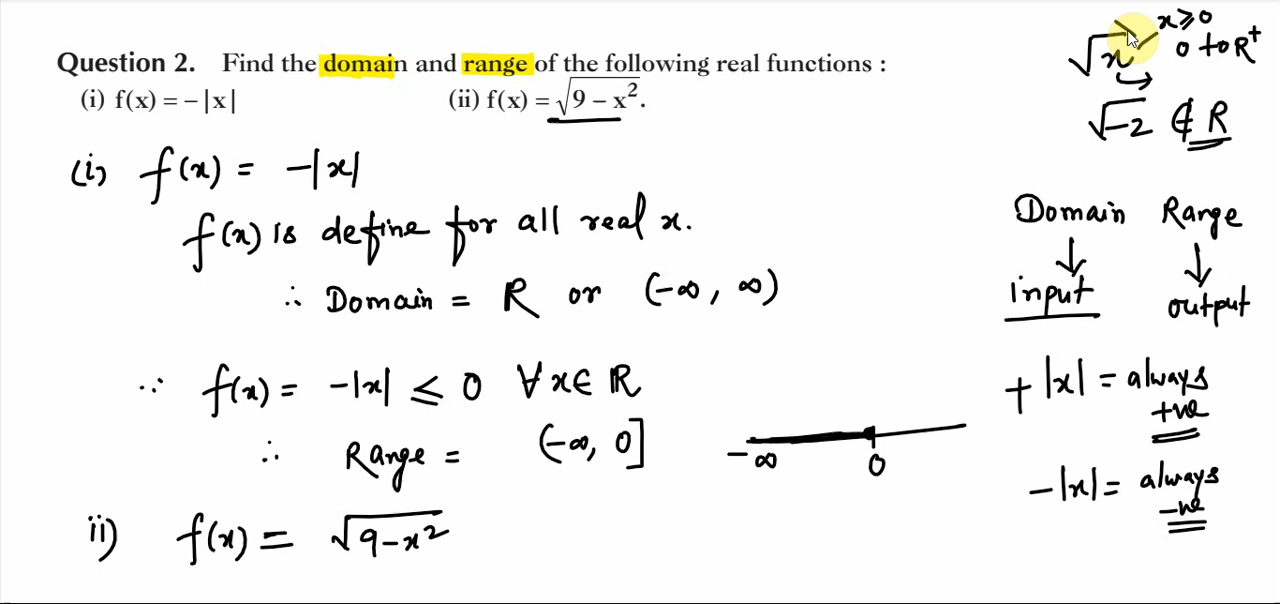 Question 2. Find the domain and range of the following real functions :
(i) f(x) = – |x| (ii) f(x) = √(9 – x²).
√x x ≥ 0
0 to R⁺
√-2 ∉ R
(i) f(x) = -|x|
f(x) is define for all real x.
∴ Domain = R or (-∞, ∞)
∵ f(x) = -|x| ≤ 0 ∀ x ∈ R
∴ Range = (-∞, 0]
-∞ 0
ii) f(x) = √(9-x²)
Domain Range
↓ ↓
input output
+|x| = always
+ve
-|x| = always
-ve